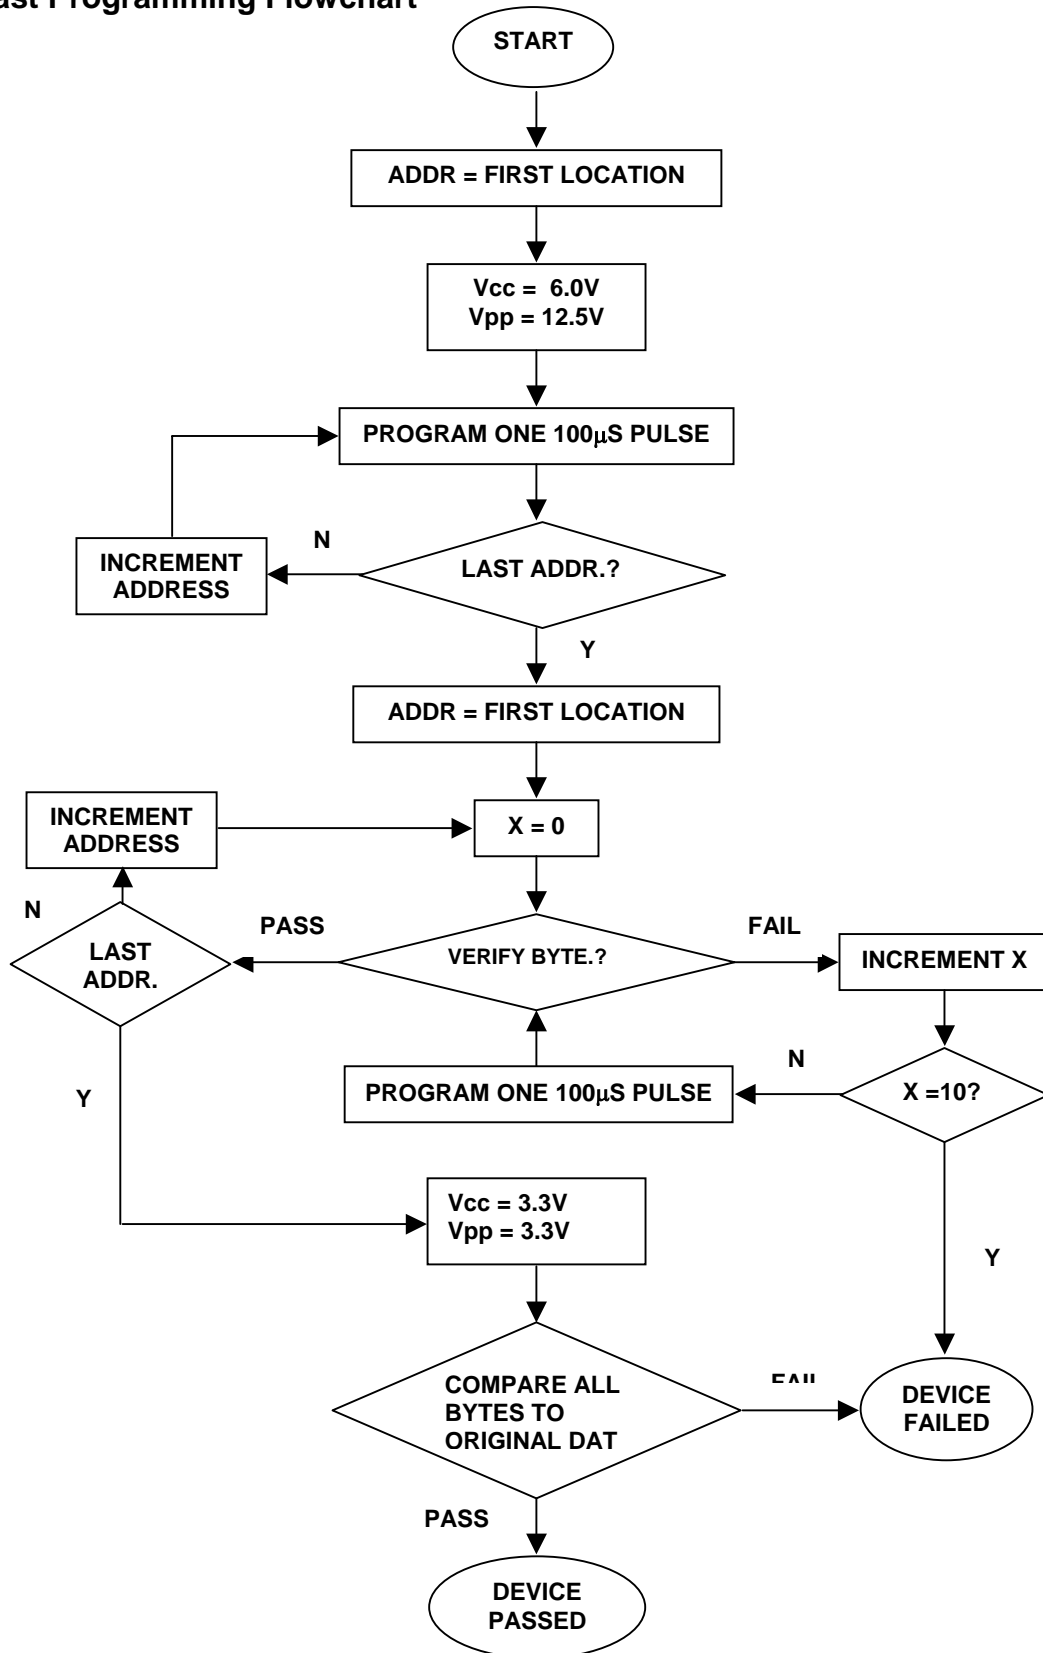 Programming Flowchart
START
ADDR = FIRST LOCATION
Vcc = 6.0V
Vpp = 12.5V
PROGRAM ONE 100μS PULSE
N
INCREMENT
ADDRESS
LAST ADDR.?
Y
ADDR = FIRST LOCATION
INCREMENT
ADDRESS
X = 0
N
PASS
FAIL
LAST
ADDR.
VERIFY BYTE.?
INCREMENT X
N
Y
PROGRAM ONE 100μS PULSE
X =10?
Vcc = 3.3V
Vpp = 3.3V
Y
COMPARE ALL
BYTES TO
ORIGINAL DAT
FAIL
DEVICE
FAILED
PASS
DEVICE
PASSED